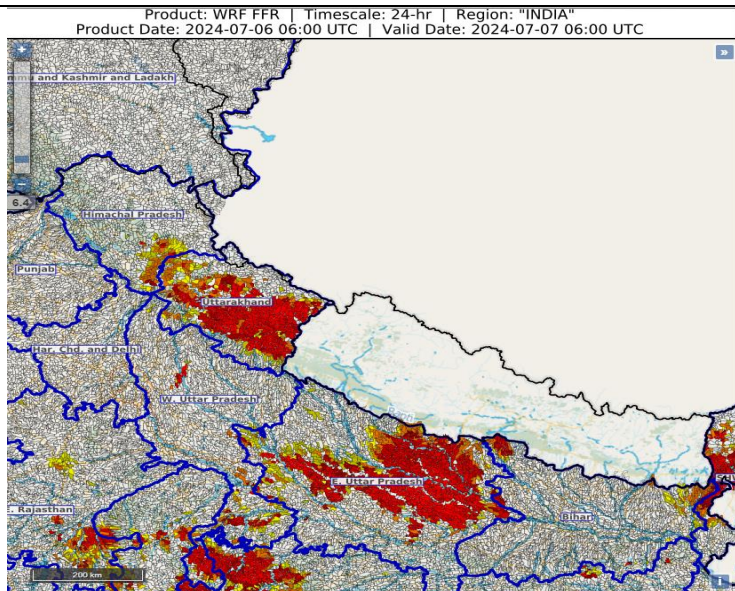 Product: WRF FFR | Timescale: 24-hr | Region: "INDIA"
Product Date: 2024-07-06 06:00 UTC | Valid Date: 2024-07-07 06:00 UTC
+
»
and Kashmir and Ladakh
−
6.4
Himachal Pradesh
Punjab
Uttarakhand
Har. Chd. and Delhi
W. Uttar Pradesh
E. Uttar Pradesh
. Rajasthan
Bihar
200 km
i